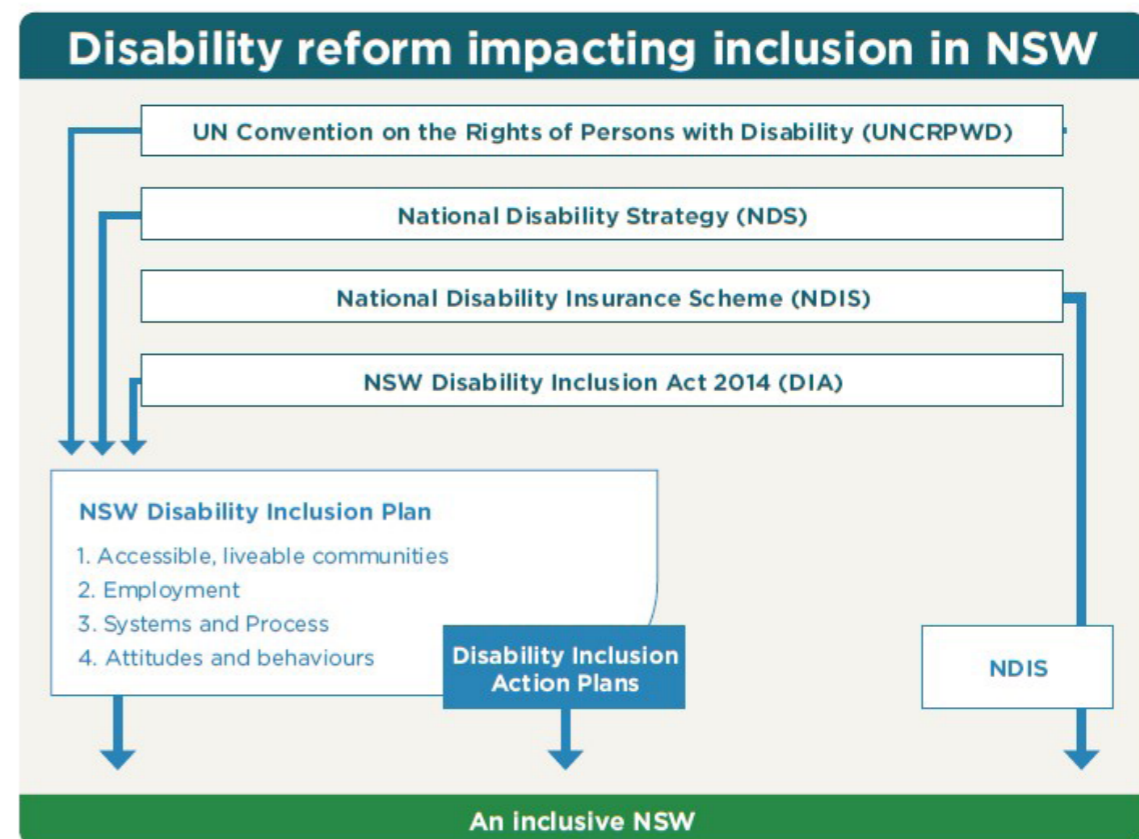 Disability reform impacting inclusion in NSW
UN Convention on the Rights of Persons with Disability (UNCRPWD)
National Disability Strategy (NDS)
National Disability Insurance Scheme (NDIS)
NSW Disability Inclusion Act 2014 (DIA)
NSW Disability Inclusion Plan
1. Accessible, liveable communities
2. Employment
3. Systems and Process
4. Attitudes and behaviours
Disability Inclusion
Action Plans
NDIS
An inclusive NSW